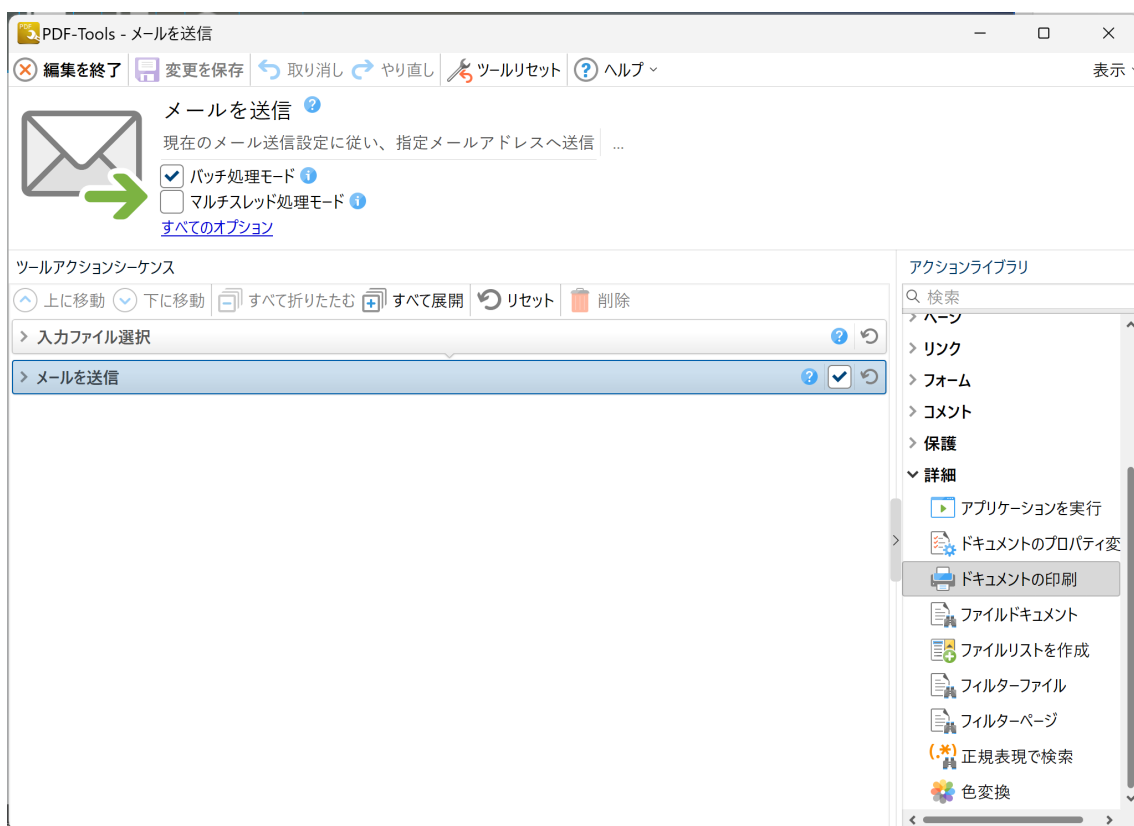 PDF-Tools - メールを送信
編集を終了 変更を保存 取り消し やり直し ツールリセット ヘルプ 表示
メールを送信
現在のメール送信設定に従い、指定メールアドレスへ送信 ...
バッチ処理モード
マルチスレッド処理モード
すべてのオプション
ツールアクションシーケンス
上に移動 下に移動 すべて折りたたむ すべて展開 リセット 削除
入力ファイル選択
メールを送信
アクションライブラリ
検索
ページ
リンク
フォーム
コメント
保護
詳細
アプリケーションを実行
ドキュメントのプロパティ変
ドキュメントの印刷
ファイルドキュメント
ファイルリストを作成
フィルターファイル
フィルターページ
(.*) 正規表現で検索
色変換